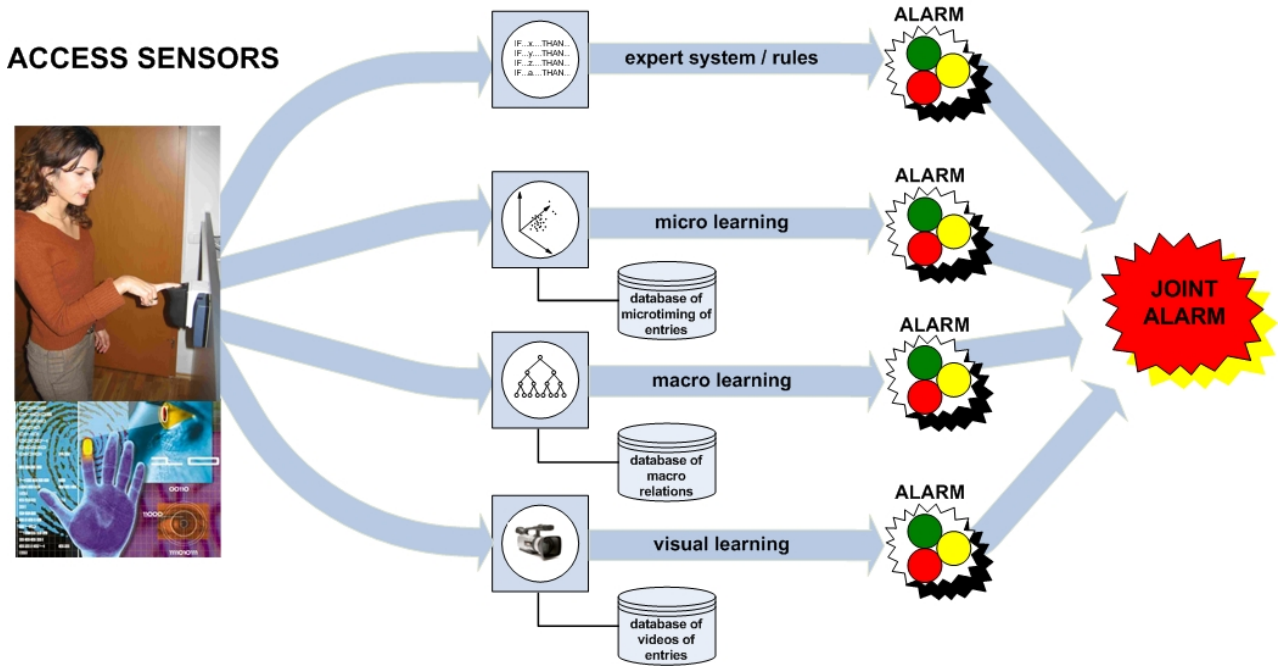 ACCESS SENSORS
IF...x....THAN...
IF...y....THAN...
IF...z....THAN...
IF...a....THAN...
expert system / rules
ALARM
micro learning
ALARM
database of
microtiming of
entries
macro learning
ALARM
database of
macro
relations
visual learning
ALARM
database of
videos of
entries
JOINT
ALARM
00110
11000